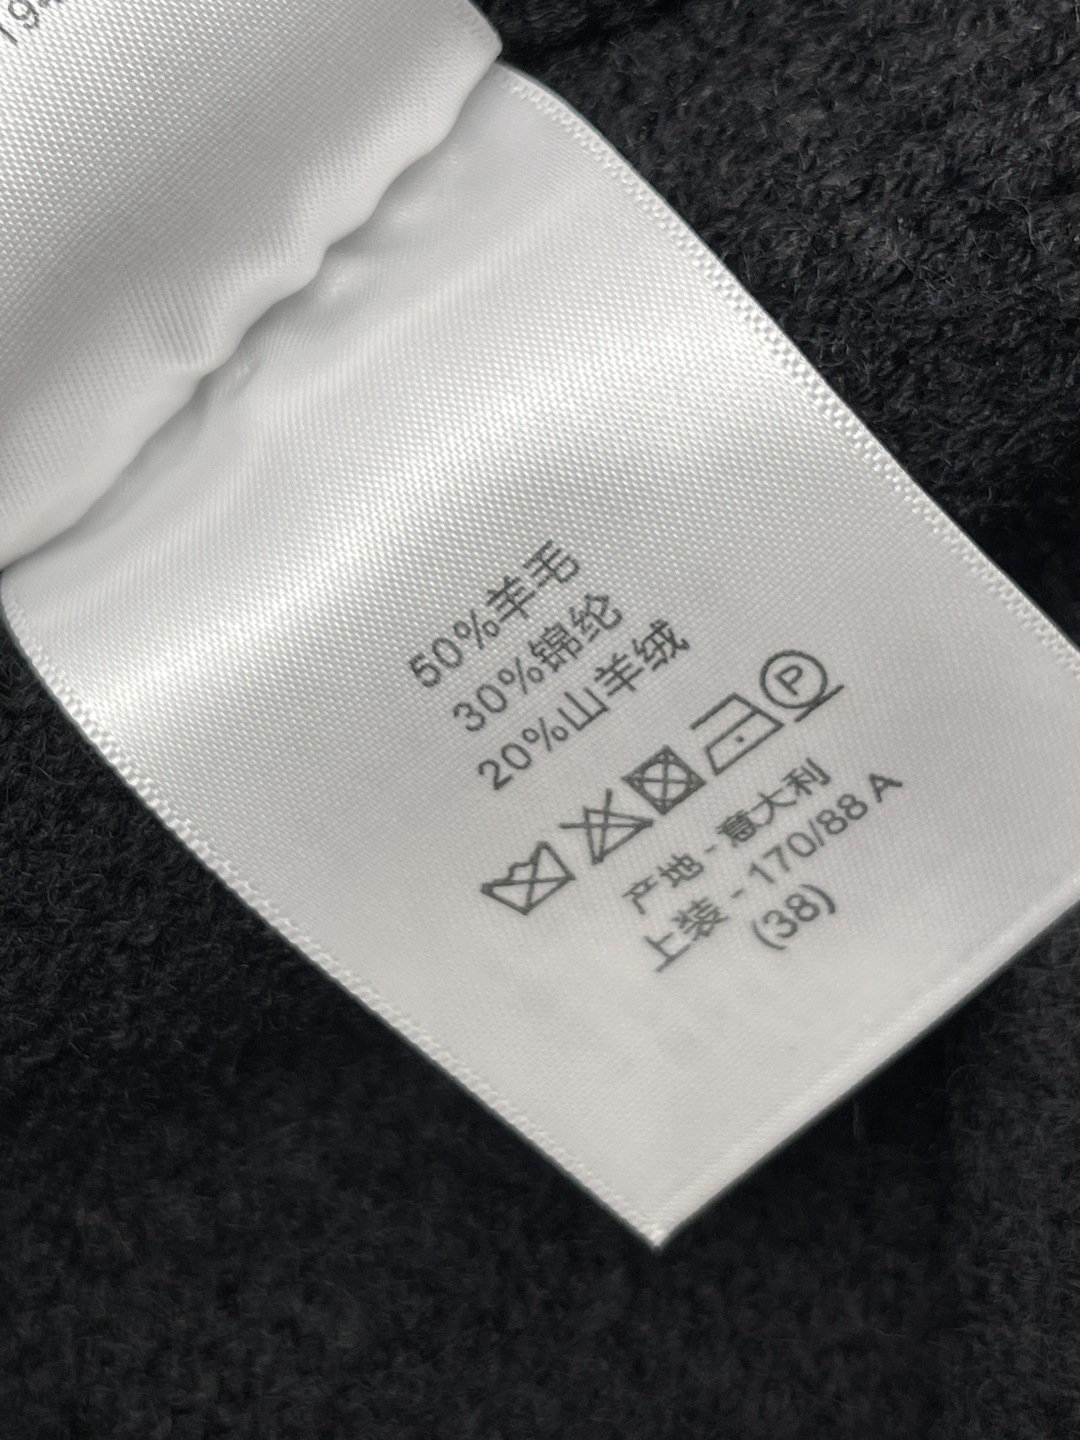 50%羊毛
30%锦纶
20%山羊绒
P
产地 - 意大利
上装 - 170/88 A
(38)